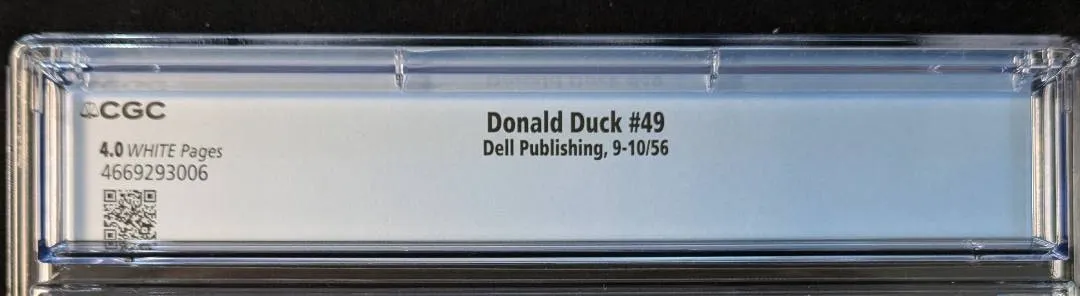 CGC
4.0 WHITE Pages
4669293006
Donald Duck #49
Dell Publishing, 9-10/56